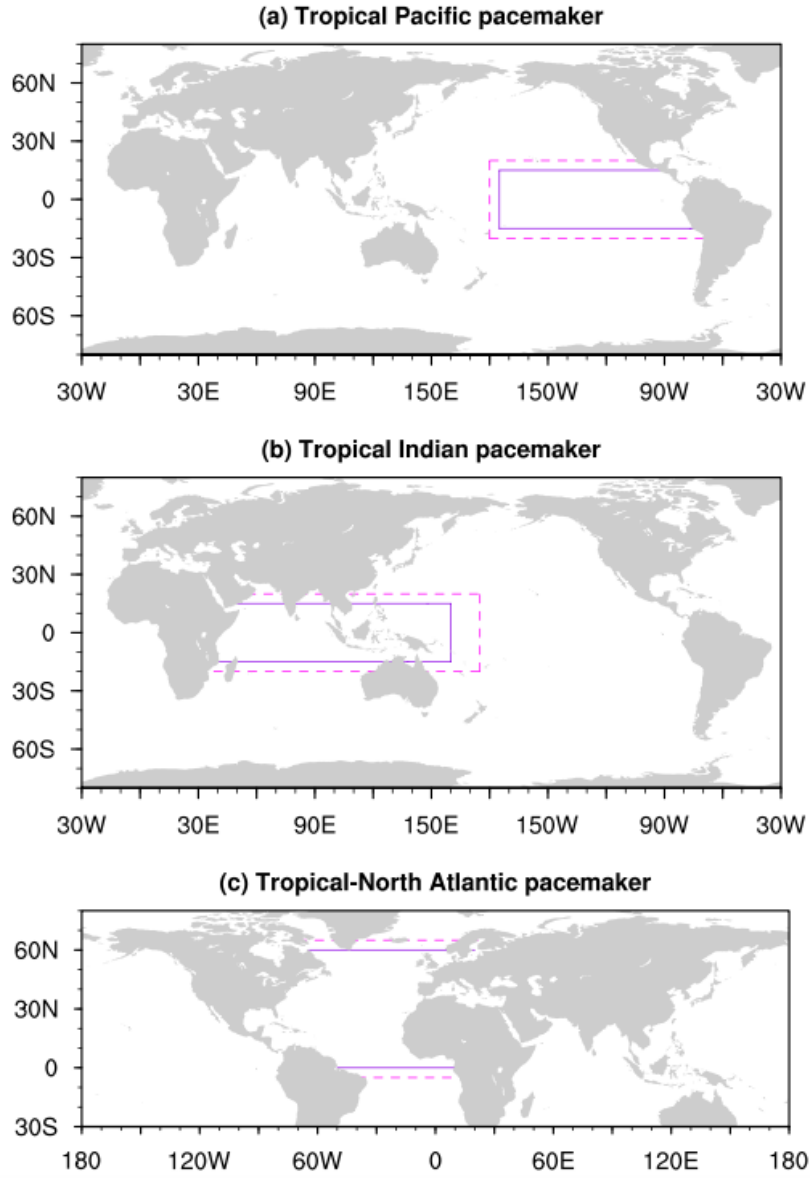 (a) Tropical Pacific pacemaker
60N
30N
0
30S
60S
30W 30E 90E 150E 150W 90W 30W
(b) Tropical Indian pacemaker
60N
30N
0
30S
60S
30W 30E 90E 150E 150W 90W 30W
(c) Tropical-North Atlantic pacemaker
60N
30N
0
30S
180 120W 60W 0 60E 120E 180